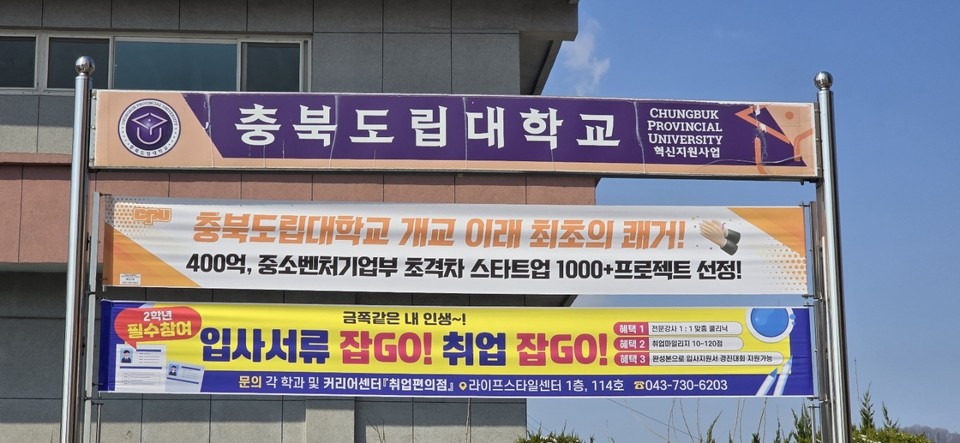 충북도립대학교
CHUNGBUK
PROVINCIAL
UNIVERSITY
혁신지원사업
cpu
충북도립대학교 개교 이래 최초의 쾌거!
400억, 중소벤처기업부 초격차 스타트업 1000+프로젝트 선정!
2학년
필수참여
금쪽같은 내 인생~!
입사서류 잡GO! 취업 잡GO!
혜택 1 전문강사 1 : 1 맞춤 클리닉
혜택 2 취업마일리지 10~120점
혜택 3 완성본으로 입사지원서 경진대회 지원가능
문의 각 학과 및 커리어센터『취업편의점』 라이프스타일센터 1층, 114호 ☎043-730-6203